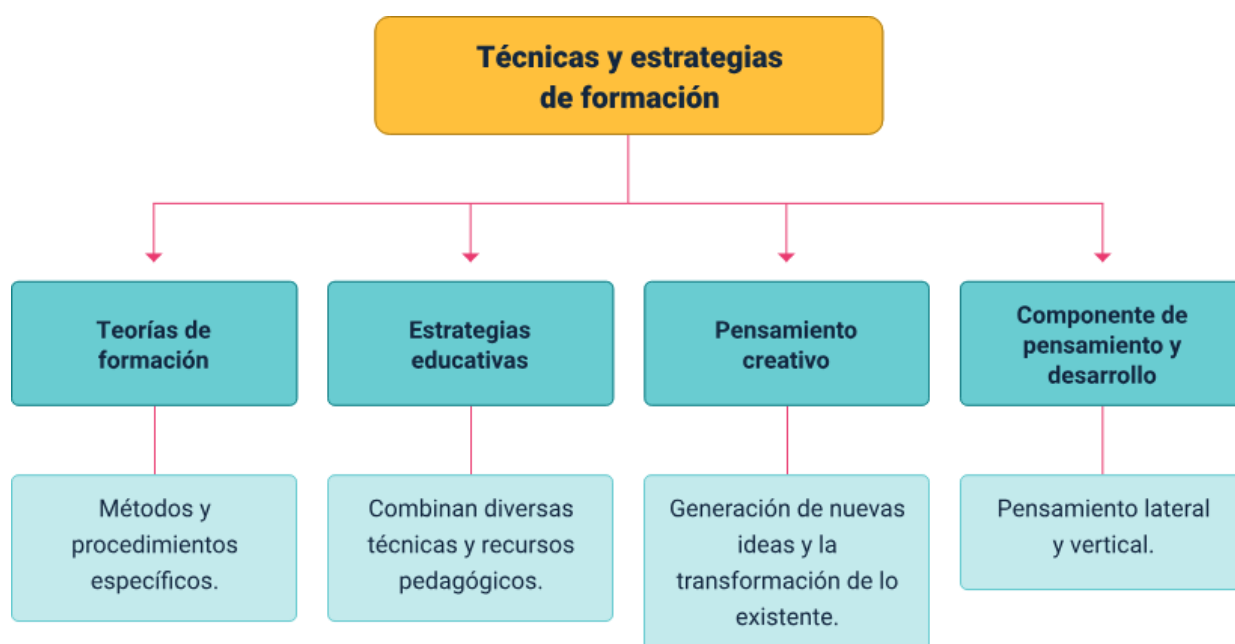 Técnicas y estrategias
de formación
Teorías de
formación
Estrategias
educativas
Pensamiento
creativo
Componente de
pensamiento y
desarrollo
Métodos y
procedimientos
específicos.
Combinan diversas
técnicas y recursos
pedagógicos.
Generación de nuevas
ideas y la
transformación de lo
existente.
Pensamiento lateral
y vertical.